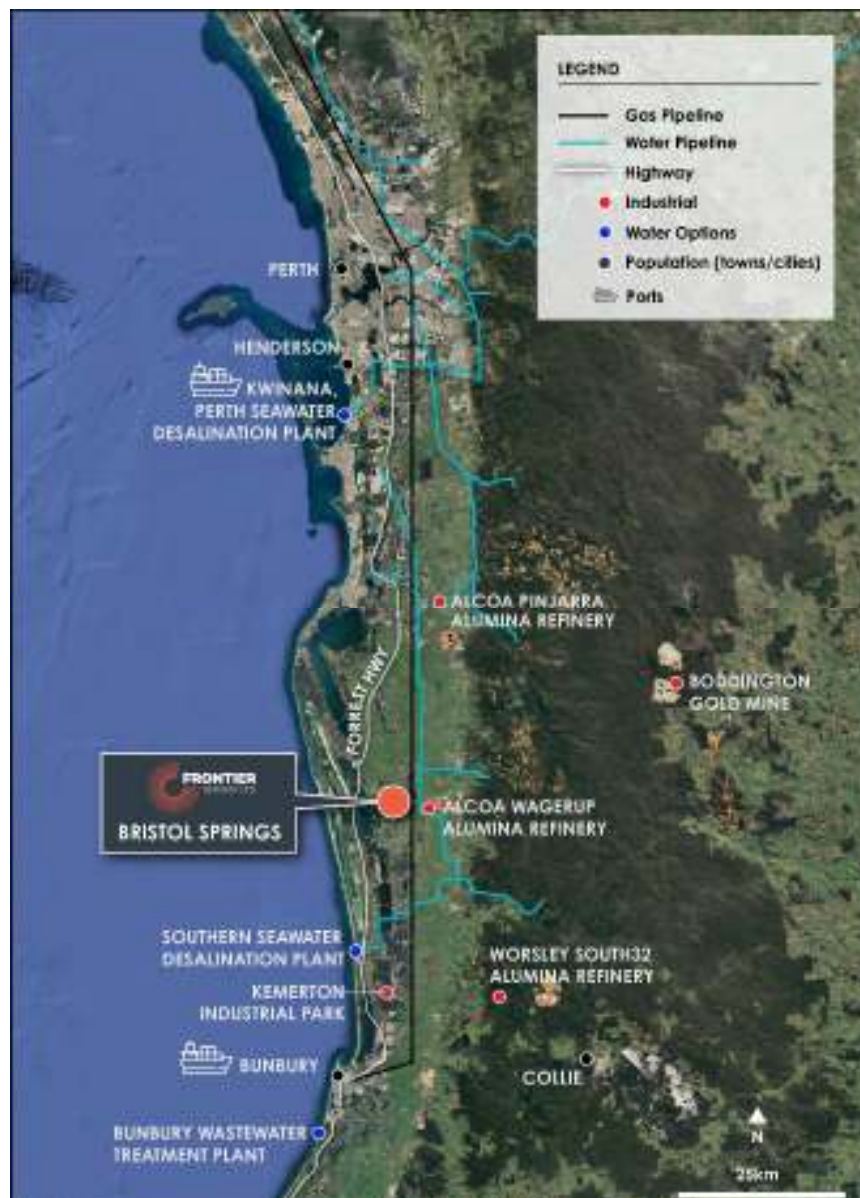 LEGEND
Gas Pipeline
Water Pipeline
Highway
Industrial
Water Options
Population (towns/cities)
Ports
PERTH
HENDERSON
KWINANA,
PERTH SEAWATER
DESALINATION PLANT
ALCOA PINJARRA
ALUMINA REFINERY
BODDINGTON
GOLD MINE
FORREST HWY
FRONTIER
BRISTOL SPRINGS
ALCOA WAGERUP
ALUMINA REFINERY
SOUTHERN SEAWATER
DESALINATION PLANT
WORSLEY SOUTH32
ALUMINA REFINERY
KEMERTON
INDUSTRIAL PARK
BUNBURY
COLLIE
BUNBURY WASTEWATER
TREATMENT PLANT
N
25km